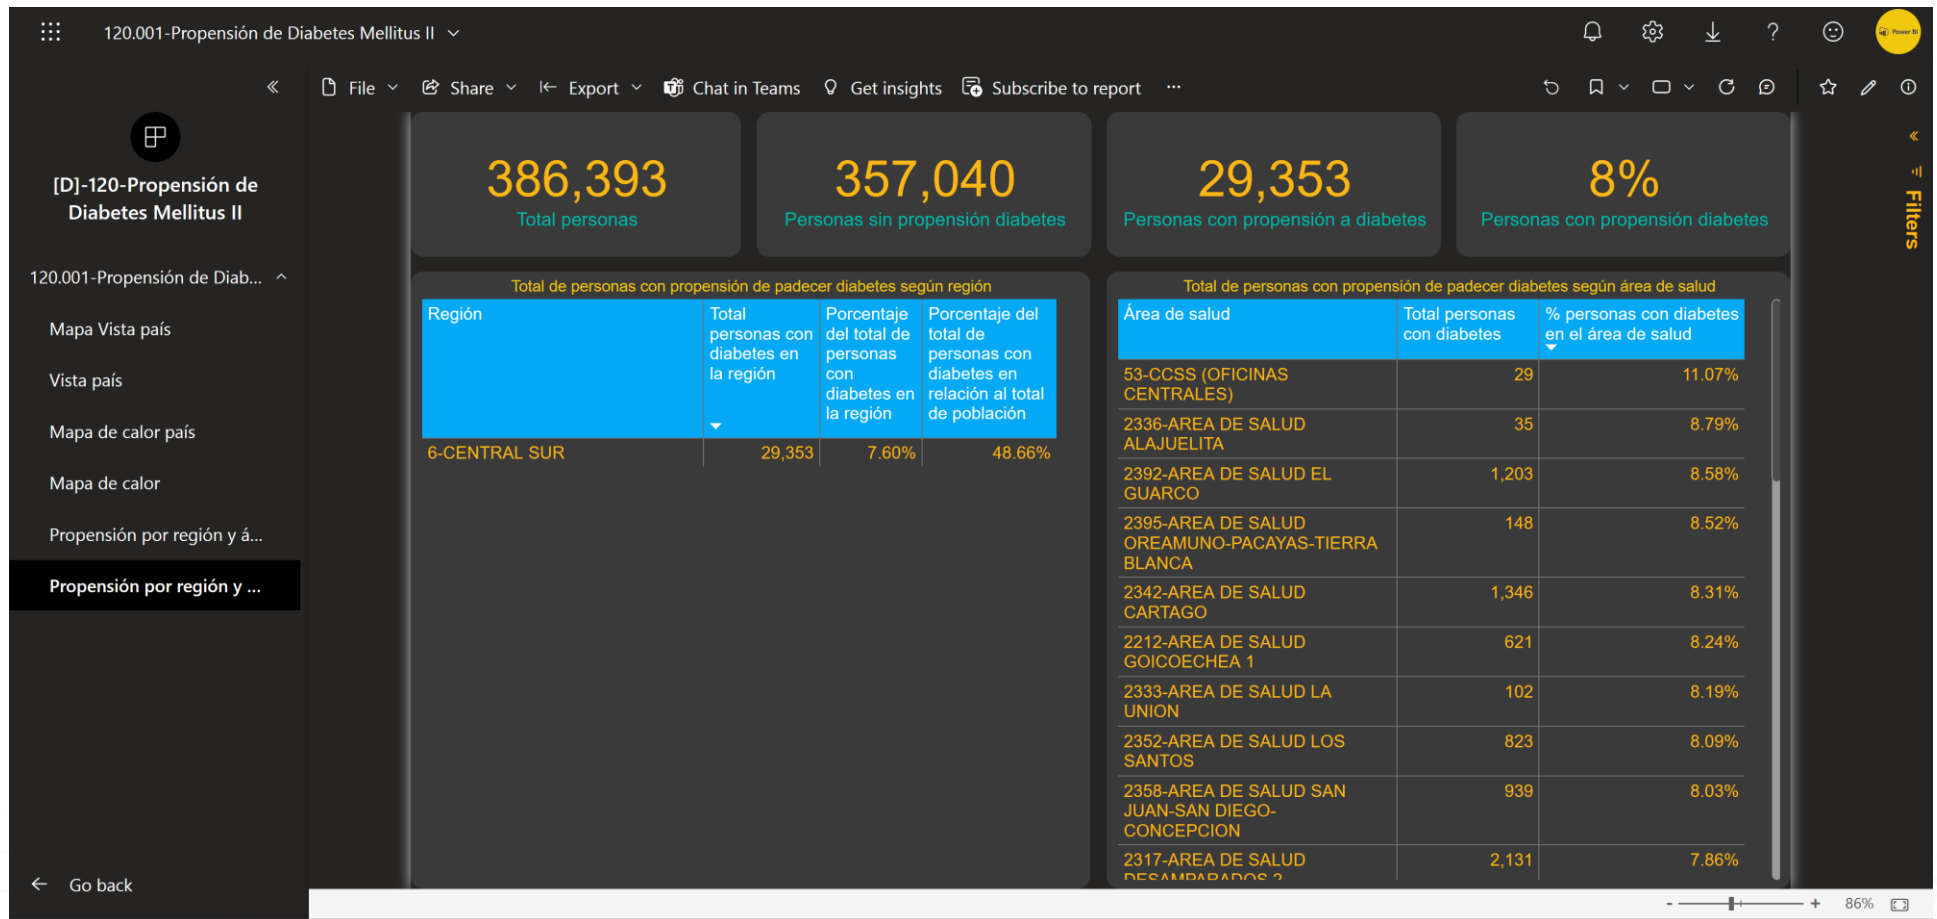 120.001-Propensión de Diabetes Mellitus II
Power BI
File
Share
Export
Chat in Teams
Get insights
Subscribe to report
[D]-120-Propensión de
Diabetes Mellitus II
120.001-Propensión de Diab...
Mapa Vista país
Vista país
Mapa de calor país
Mapa de calor
Propensión por región y á...
Propensión por región y ...
Go back
386,393
Total personas
357,040
Personas sin propensión diabetes
29,353
Personas con propensión a diabetes
8%
Personas con propensión diabetes
Filters
Total de personas con propensión de padecer diabetes según región
Región
Total
personas con
diabetes en
la región
Porcentaje
del total de
personas
con
diabetes en
la región
Porcentaje del
total de
personas con
diabetes en
relación al total
de población
6-CENTRAL SUR 29,353 7.60% 48.66%
Total de personas con propensión de padecer diabetes según área de salud
Área de salud
Total personas
con diabetes
% personas con diabetes
en el área de salud
53-CCSS (OFICINAS 29 11.07%
CENTRALES)
2336-AREA DE SALUD 35 8.79%
ALAJUELITA
2392-AREA DE SALUD EL 1,203 8.58%
GUARCO
2395-AREA DE SALUD 148 8.52%
OREAMUNO-PACAYAS-TIERRA
BLANCA
2342-AREA DE SALUD 1,346 8.31%
CARTAGO
2212-AREA DE SALUD 621 8.24%
GOICOECHEA 1
2333-AREA DE SALUD LA 102 8.19%
UNION
2352-AREA DE SALUD LOS 823 8.09%
SANTOS
2358-AREA DE SALUD SAN 939 8.03%
JUAN-SAN DIEGO-
CONCEPCION
2317-AREA DE SALUD 2,131 7.86%
DESAMPARADOS 2
- + 86%